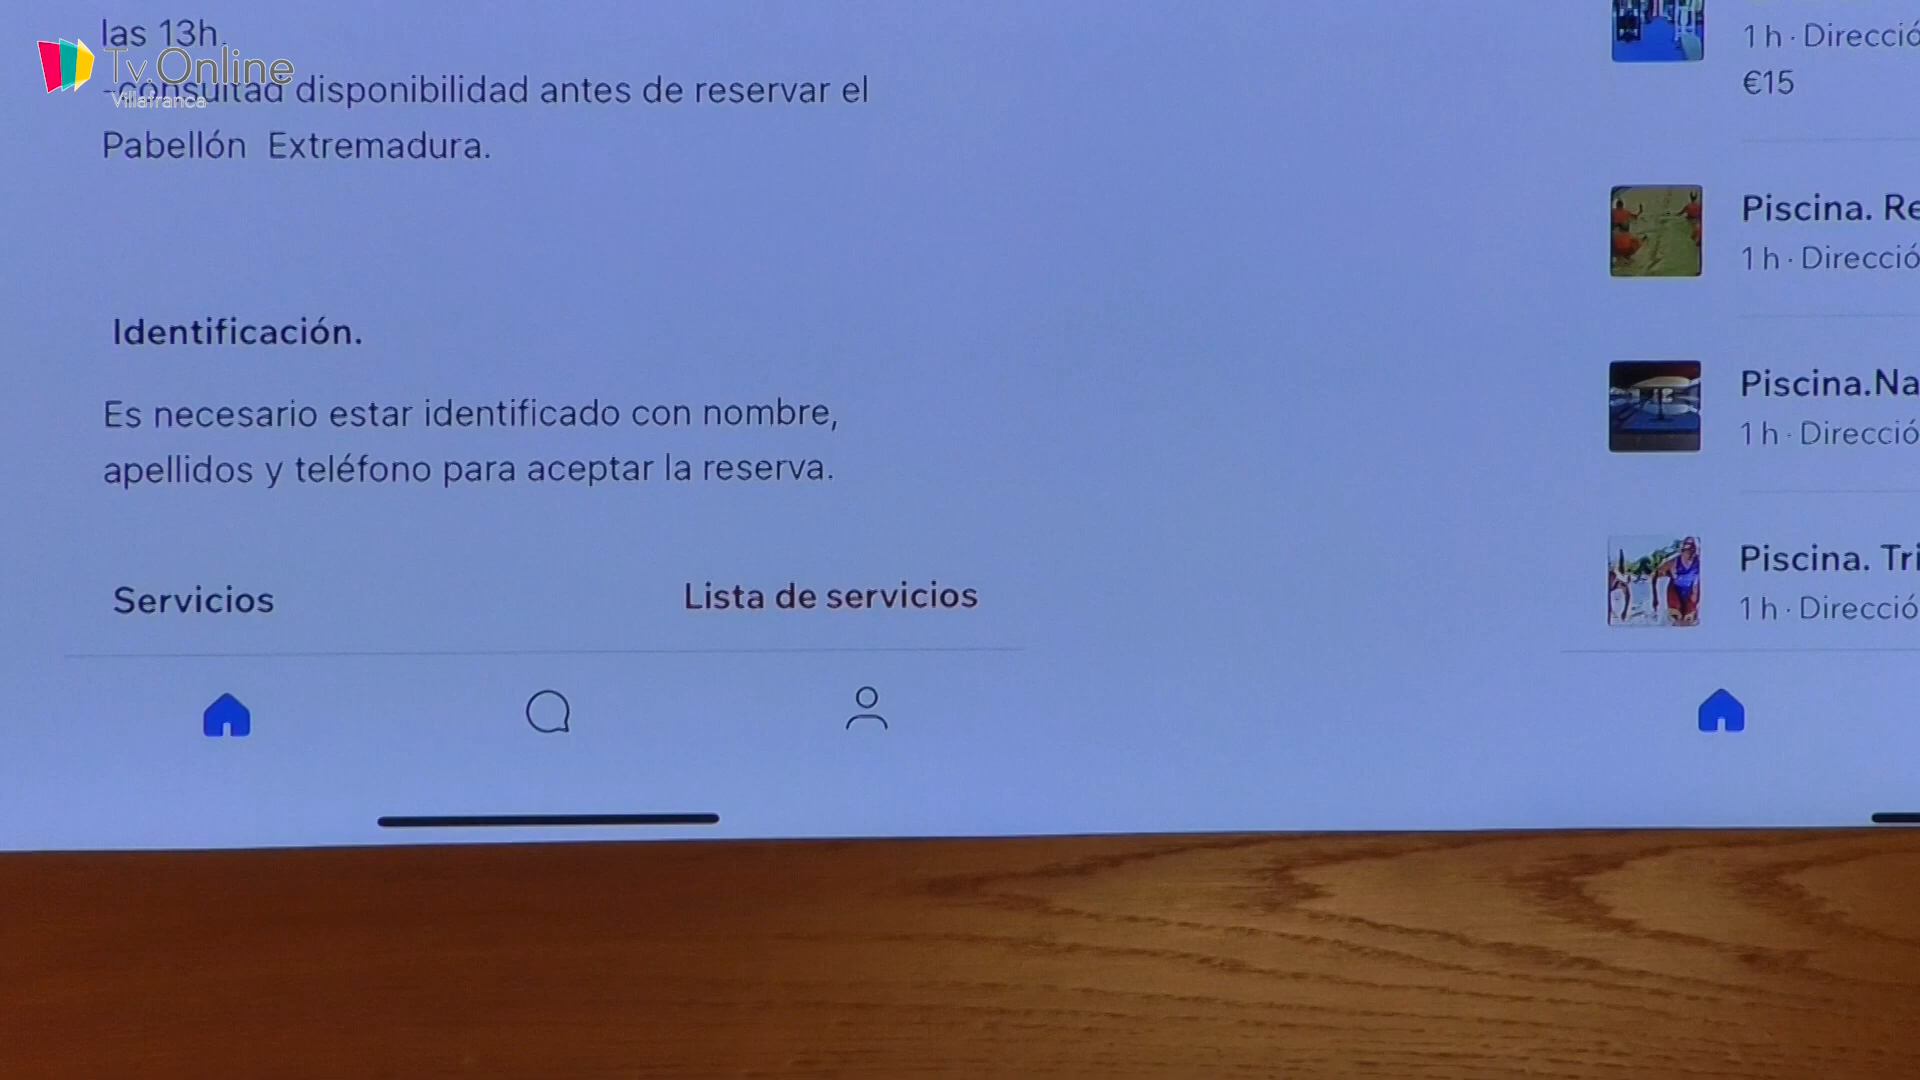 las 13h.
Tv.Online
Villafranca
-consultad disponibilidad antes de reservar el
Pabellón Extremadura.
Identificación.
Es necesario estar identificado con nombre,
apellidos y teléfono para aceptar la reserva.
Servicios
Lista de servicios
1 h · Direcció
€15
Piscina. Re
1 h · Direcció
Piscina.Na
1 h · Direcció
Piscina. Tri
1 h · Direcció